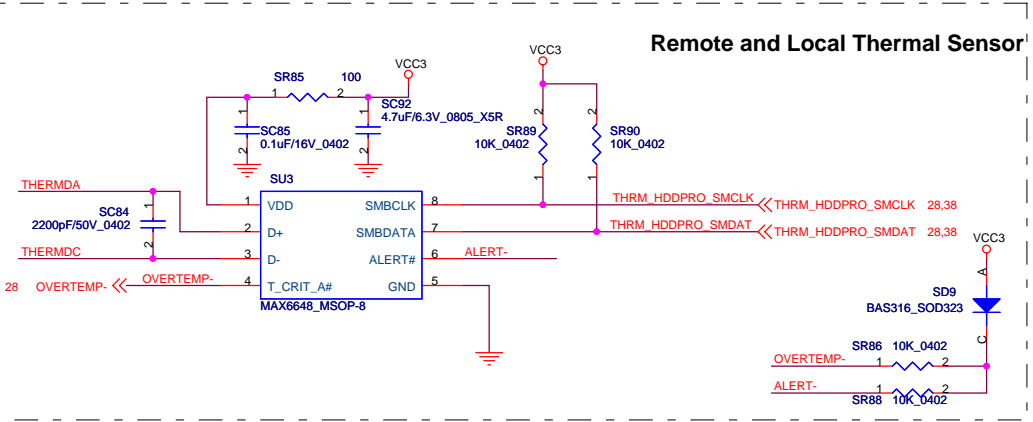 Remote and Local Thermal Sensor
VCC3
VCC3
SR85 100
1 2
SC92
4.7uF/6.3V_0805_X5R
1
2
SC85
0.1uF/16V_0402
1
2
SR89
10K_0402
2
1
SR90
10K_0402
2
1
SU3
THERMDA
SC84
2200pF/50V_0402
1
2
THERMDC
28 OVERTEMP- OVERTEMP-
1 VDD SMBCLK 8
2 D+ SMBDATA 7
3 D- ALERT# 6
4 T_CRIT_A# GND 5
MAX6648_MSOP-8
THRM_HDDPRO_SMCLK THRM_HDDPRO_SMCLK 28,38
THRM_HDDPRO_SMDAT THRM_HDDPRO_SMDAT 28,38
ALERT-
VCC3
A
SD9
BAS316_SOD323
C
SR86 10K_0402
OVERTEMP- 1 2
ALERT- 1 2
SR88 10K_0402